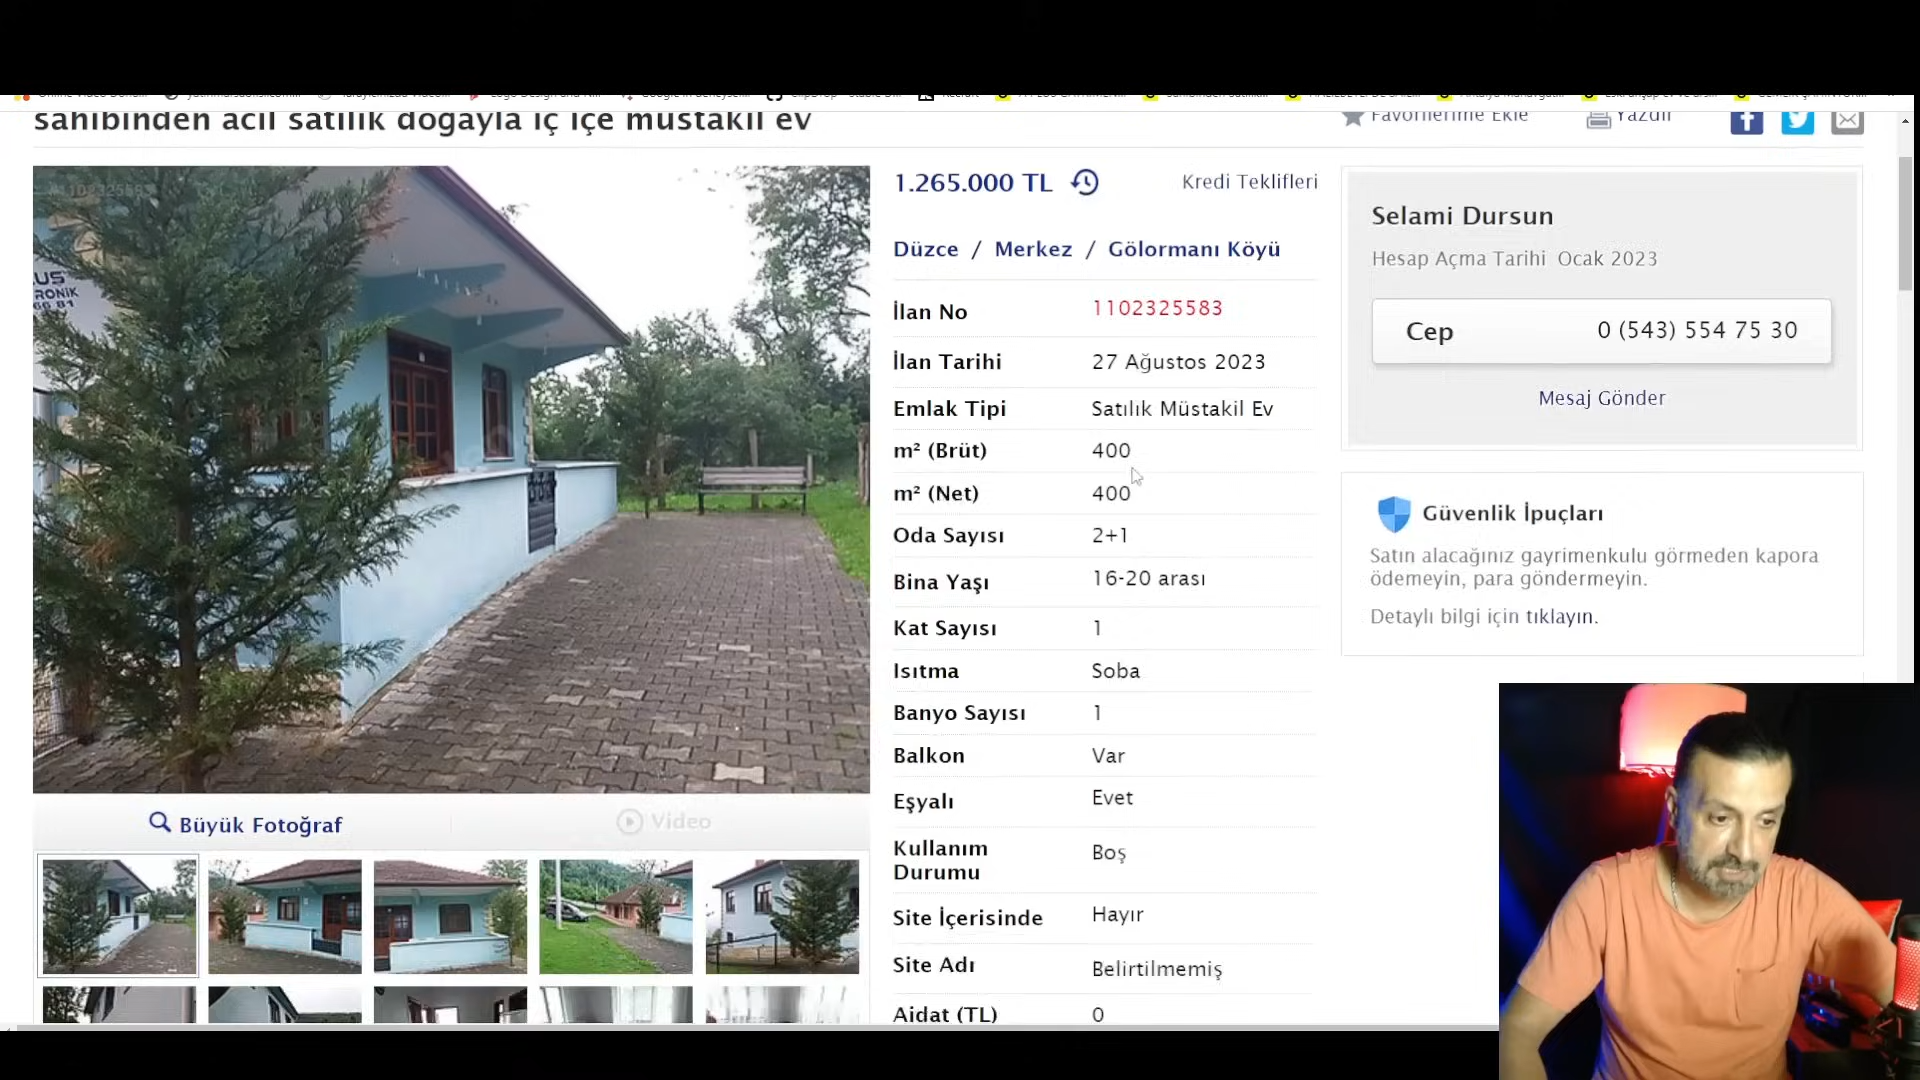 sahibinden acil satılık doğayla iç içe müstakil ev
Favorilerime Ekle
Yazdır
1.265.000 TL
Kredi Teklifleri
Düzce / Merkez / Gölormanı Köyü
İlan No 1102325583
İlan Tarihi 27 Ağustos 2023
Emlak Tipi Satılık Müstakil Ev
m² (Brüt) 400
m² (Net) 400
Oda Sayısı 2+1
Bina Yaşı 16-20 arası
Kat Sayısı 1
Isıtma Soba
Banyo Sayısı 1
Balkon Var
Eşyalı Evet
Kullanım
Durumu
Boş
Site İçerisinde Hayır
Site Adı Belirtilmemiş
Aidat (TL) 0
Selami Dursun
Hesap Açma Tarihi Ocak 2023
Cep 0 (543) 554 75 30
Mesaj Gönder
Güvenlik İpuçları
Satın alacağınız gayrimenkulu görmeden kapora
ödemeyin, para göndermeyin.
Detaylı bilgi için tıklayın.
Büyük Fotoğraf
Video